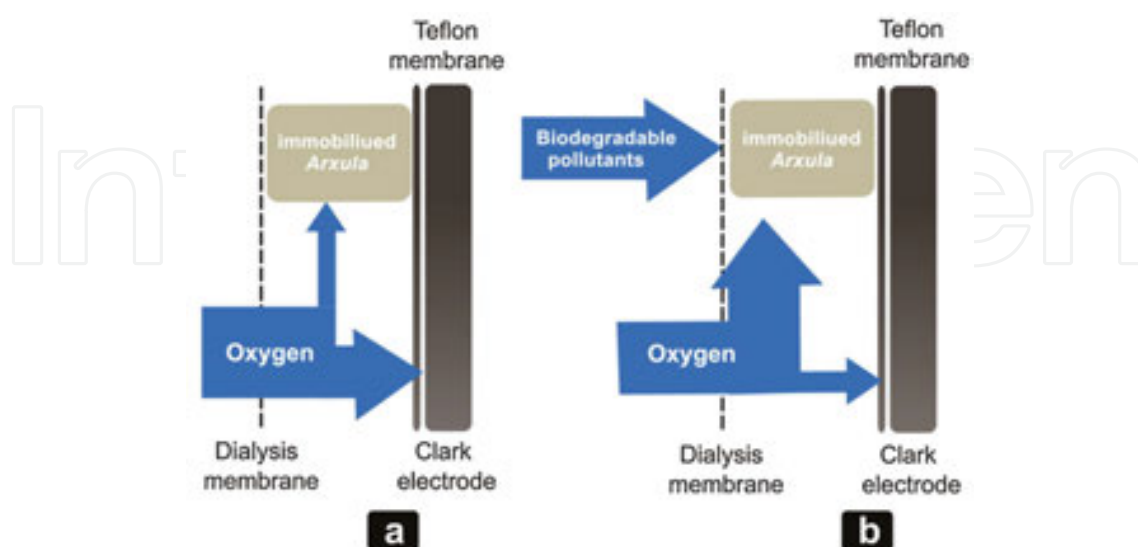 Teflon
membrane
immobiliued
Arxula
Oxygen
Dialysis
membrane
Clark
electrode
a
Teflon
membrane
Biodegradable
pollutants
immobiliued
Arxula
Oxygen
Dialysis
membrane
Clark
electrode
b